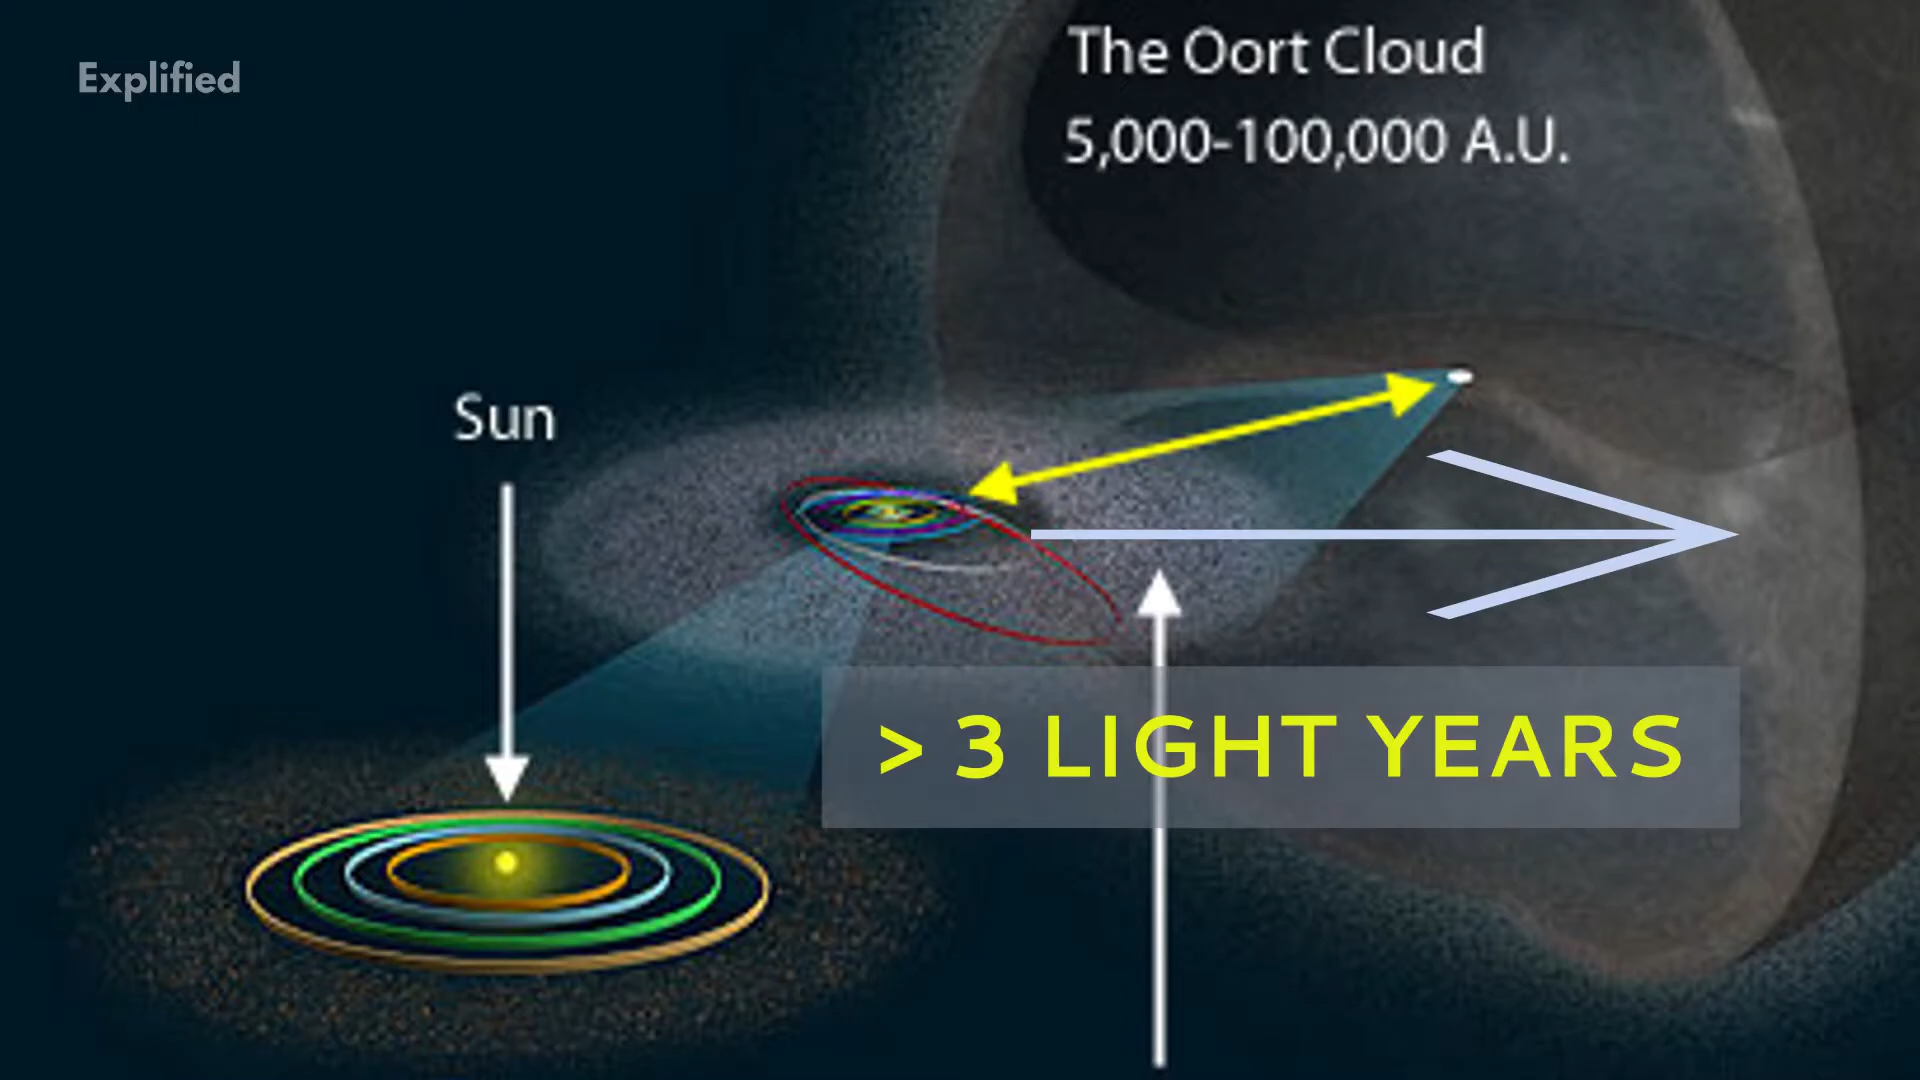 Explified
The Oort Cloud
5,000-100,000 A.U.
Sun
> 3 LIGHT YEARS